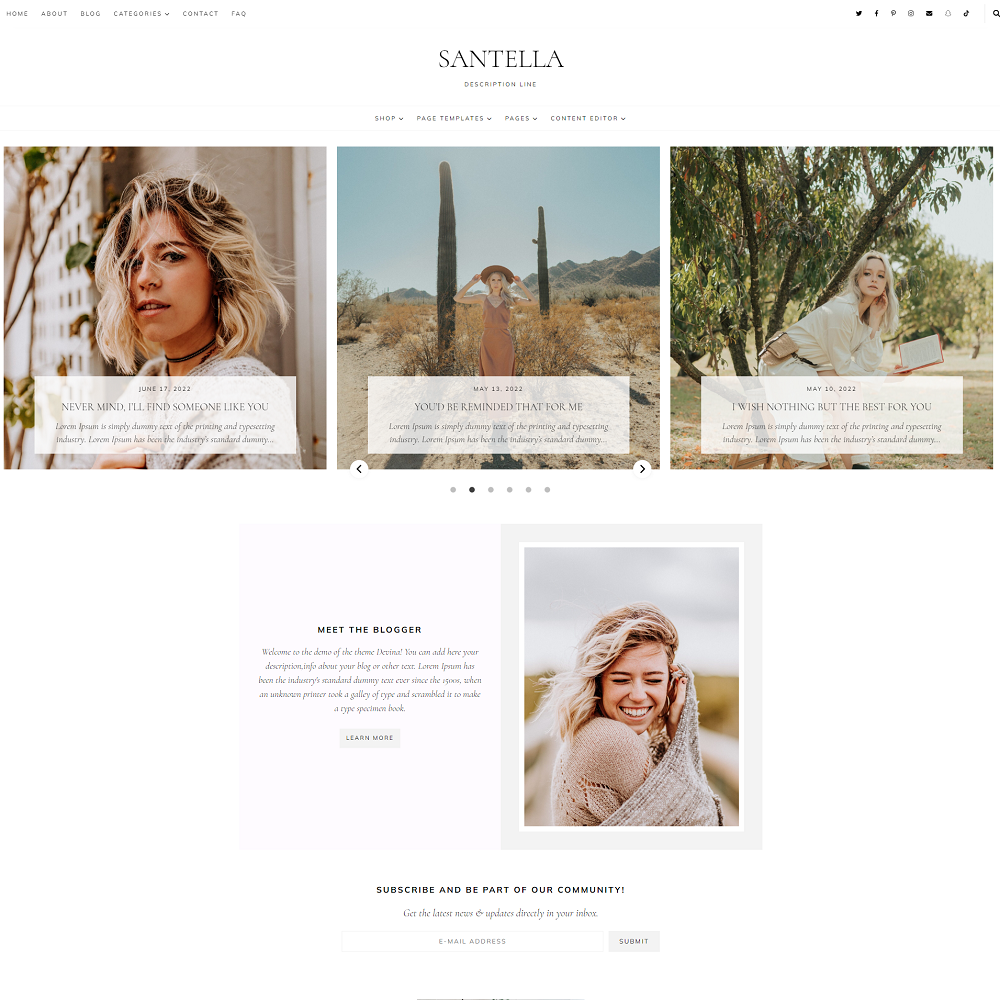 HOME ABOUT BLOG CATEGORIES CONTACT FAQ
SANTELLA
DESCRIPTION LINE
SHOP PAGE TEMPLATES PAGES CONTENT EDITOR
JUNE 17, 2022
NEVER MIND, I'LL FIND SOMEONE LIKE YOU
Lorem Ipsum is simply dummy text of the printing and typesetting
industry. Lorem Ipsum has been the industry's standard dummy...
MAY 13, 2022
YOU'D BE REMINDED THAT FOR ME
Lorem Ipsum is simply dummy text of the printing and typesetting
industry. Lorem Ipsum has been the industry's standard dummy...
MAY 10, 2022
I WISH NOTHING BUT THE BEST FOR YOU
Lorem Ipsum is simply dummy text of the printing and typesetting
industry. Lorem Ipsum has been the industry's standard dummy...
MEET THE BLOGGER
Welcome to the demo of the theme Devina! You can add here your
description,info about your blog or other text. Lorem Ipsum has
been the industry's standard dummy text ever since the 1500s, when
an unknown printer took a galley of type and scrambled it to make
a type specimen book.
LEARN MORE
SUBSCRIBE AND BE PART OF OUR COMMUNITY!
Get the latest news & updates directly in your inbox.
E-MAIL ADDRESS SUBMIT